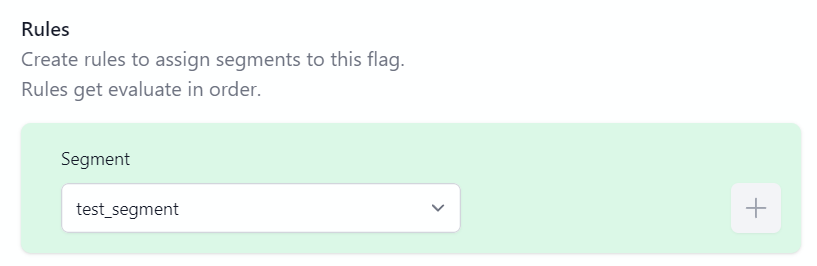 Rules
Create rules to assign segments to this flag.
Rules get evaluate in order.
Segment
test_segment